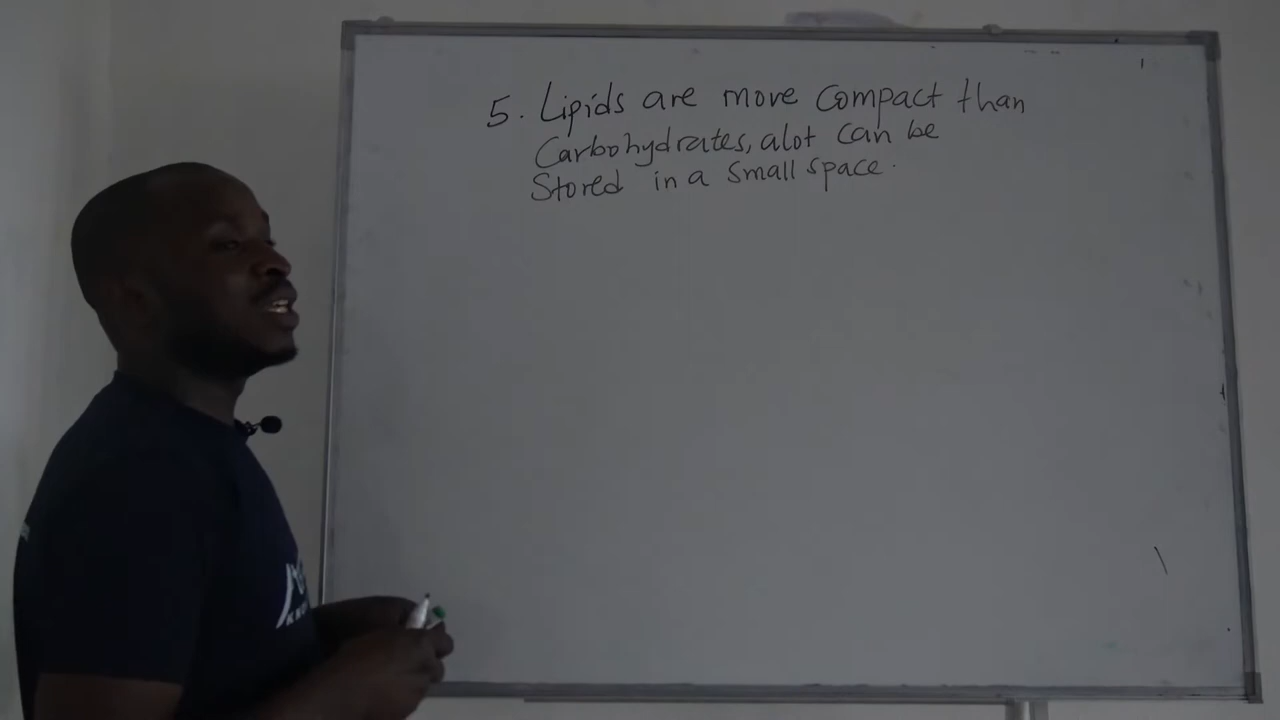 5. Lipids are more compact than
Carbohydrates, alot can be
Stored in a small space.